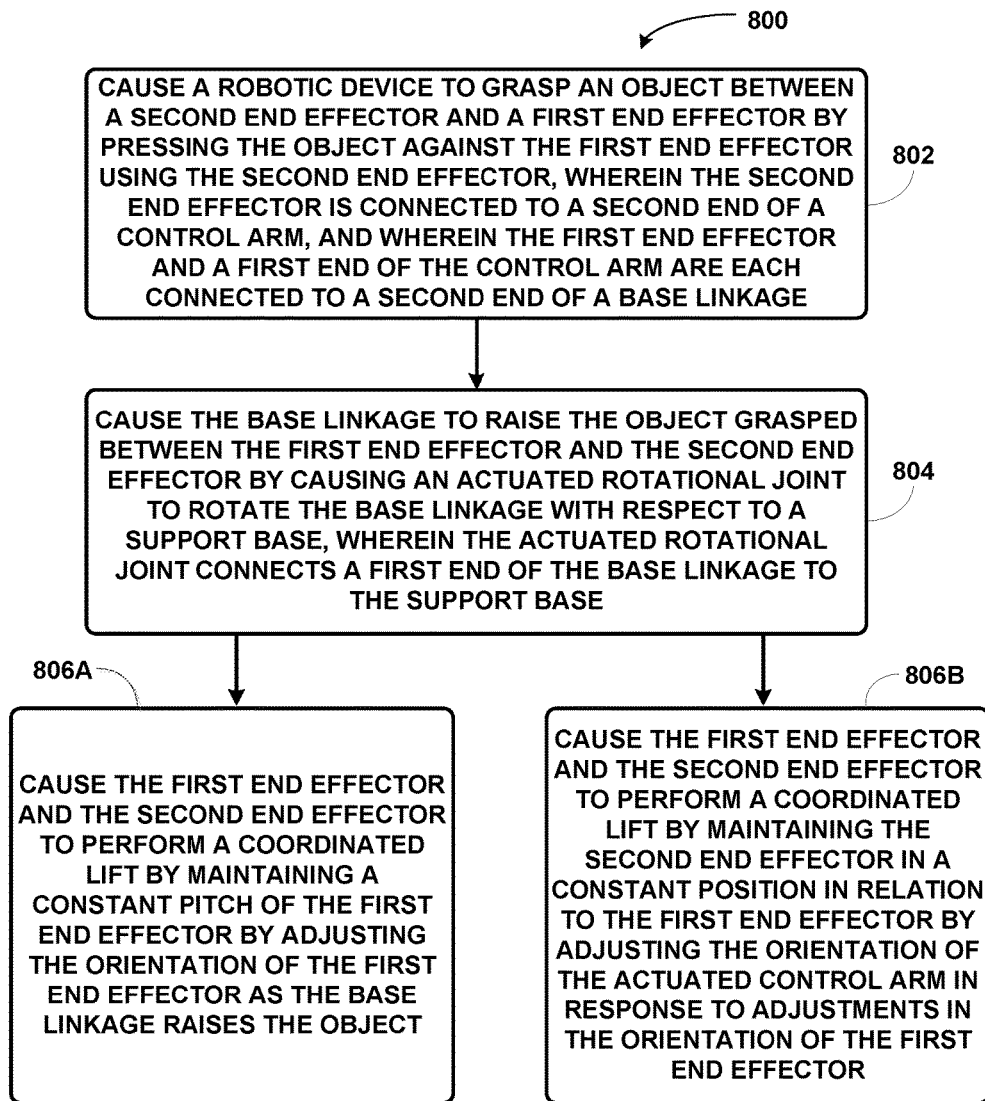 800
CAUSE A ROBOTIC DEVICE TO GRASP AN OBJECT BETWEEN
A SECOND END EFFECTOR AND A FIRST END EFFECTOR BY
PRESSING THE OBJECT AGAINST THE FIRST END EFFECTOR
USING THE SECOND END EFFECTOR, WHEREIN THE SECOND
END EFFECTOR IS CONNECTED TO A SECOND END OF A
CONTROL ARM, AND WHEREIN THE FIRST END EFFECTOR
AND A FIRST END OF THE CONTROL ARM ARE EACH
CONNECTED TO A SECOND END OF A BASE LINKAGE
802
CAUSE THE BASE LINKAGE TO RAISE THE OBJECT GRASPED
BETWEEN THE FIRST END EFFECTOR AND THE SECOND END
EFFECTOR BY CAUSING AN ACTUATED ROTATIONAL JOINT
TO ROTATE THE BASE LINKAGE WITH RESPECT TO A
SUPPORT BASE, WHEREIN THE ACTUATED ROTATIONAL
JOINT CONNECTS A FIRST END OF THE BASE LINKAGE TO
THE SUPPORT BASE
804
806A
CAUSE THE FIRST END EFFECTOR
AND THE SECOND END EFFECTOR
TO PERFORM A COORDINATED
LIFT BY MAINTAINING A
CONSTANT PITCH OF THE FIRST
END EFFECTOR BY ADJUSTING
THE ORIENTATION OF THE FIRST
END EFFECTOR AS THE BASE
LINKAGE RAISES THE OBJECT
806B
CAUSE THE FIRST END EFFECTOR
AND THE SECOND END EFFECTOR
TO PERFORM A COORDINATED
LIFT BY MAINTAINING THE
SECOND END EFFECTOR IN A
CONSTANT POSITION IN RELATION
TO THE FIRST END EFFECTOR BY
ADJUSTING THE ORIENTATION OF
THE ACTUATED CONTROL ARM IN
RESPONSE TO ADJUSTMENTS IN
THE ORIENTATION OF THE FIRST
END EFFECTOR